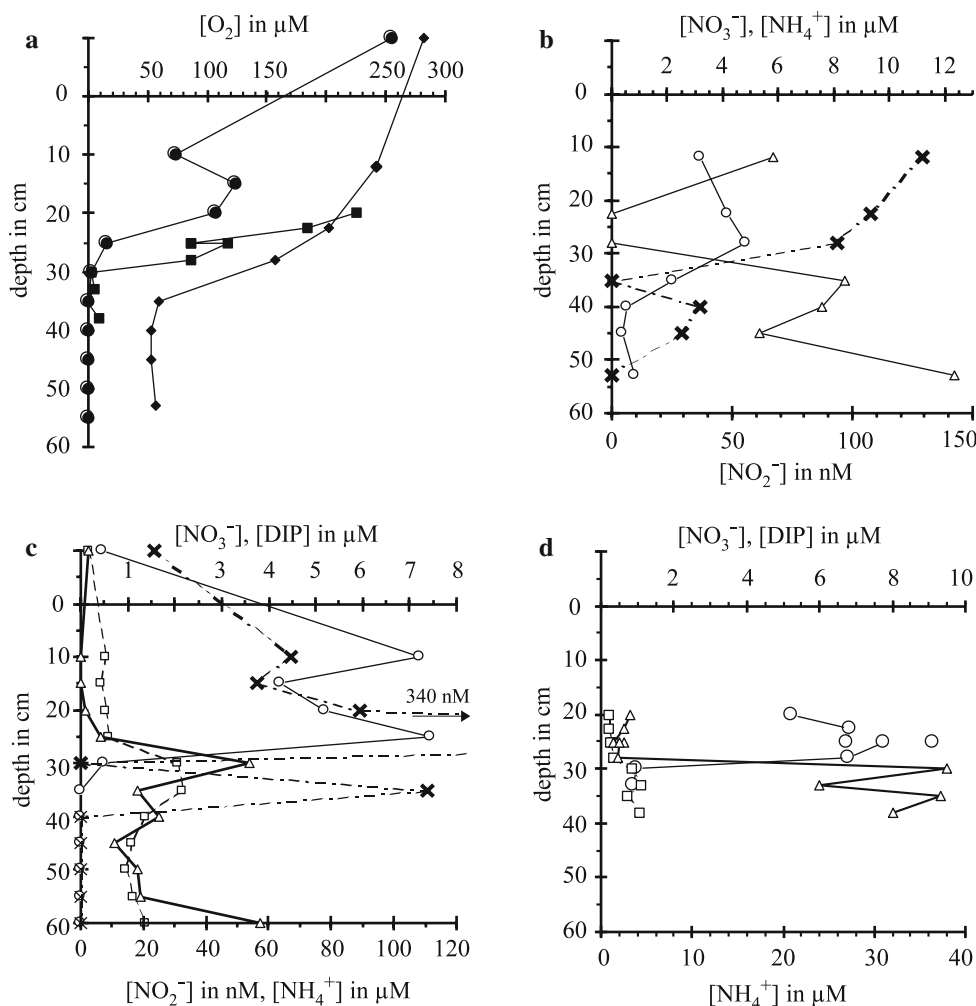 a
[O₂] in µM
50 100 150 200 250 300
0
10
20
30
40
50
60
depth in cm
b
[NO₃⁻], [NH₄⁺] in µM
2 4 6 8 10 12
0
10
20
30
40
50
60
depth in cm
0 50 100 150
[NO₂⁻] in nM
c
[NO₃⁻], [DIP] in µM
1 2 3 4 5 6 7 8
0
10
20
30
40
50
60
depth in cm
340 nM
0 20 40 60 80 100 120
[NO₂⁻] in nM, [NH₄⁺] in µM
d
[NO₃⁻], [DIP] in µM
2 4 6 8 10
0
10
20
30
40
50
60
depth in cm
0 10 20 30 40
[NH₄⁺] in µM